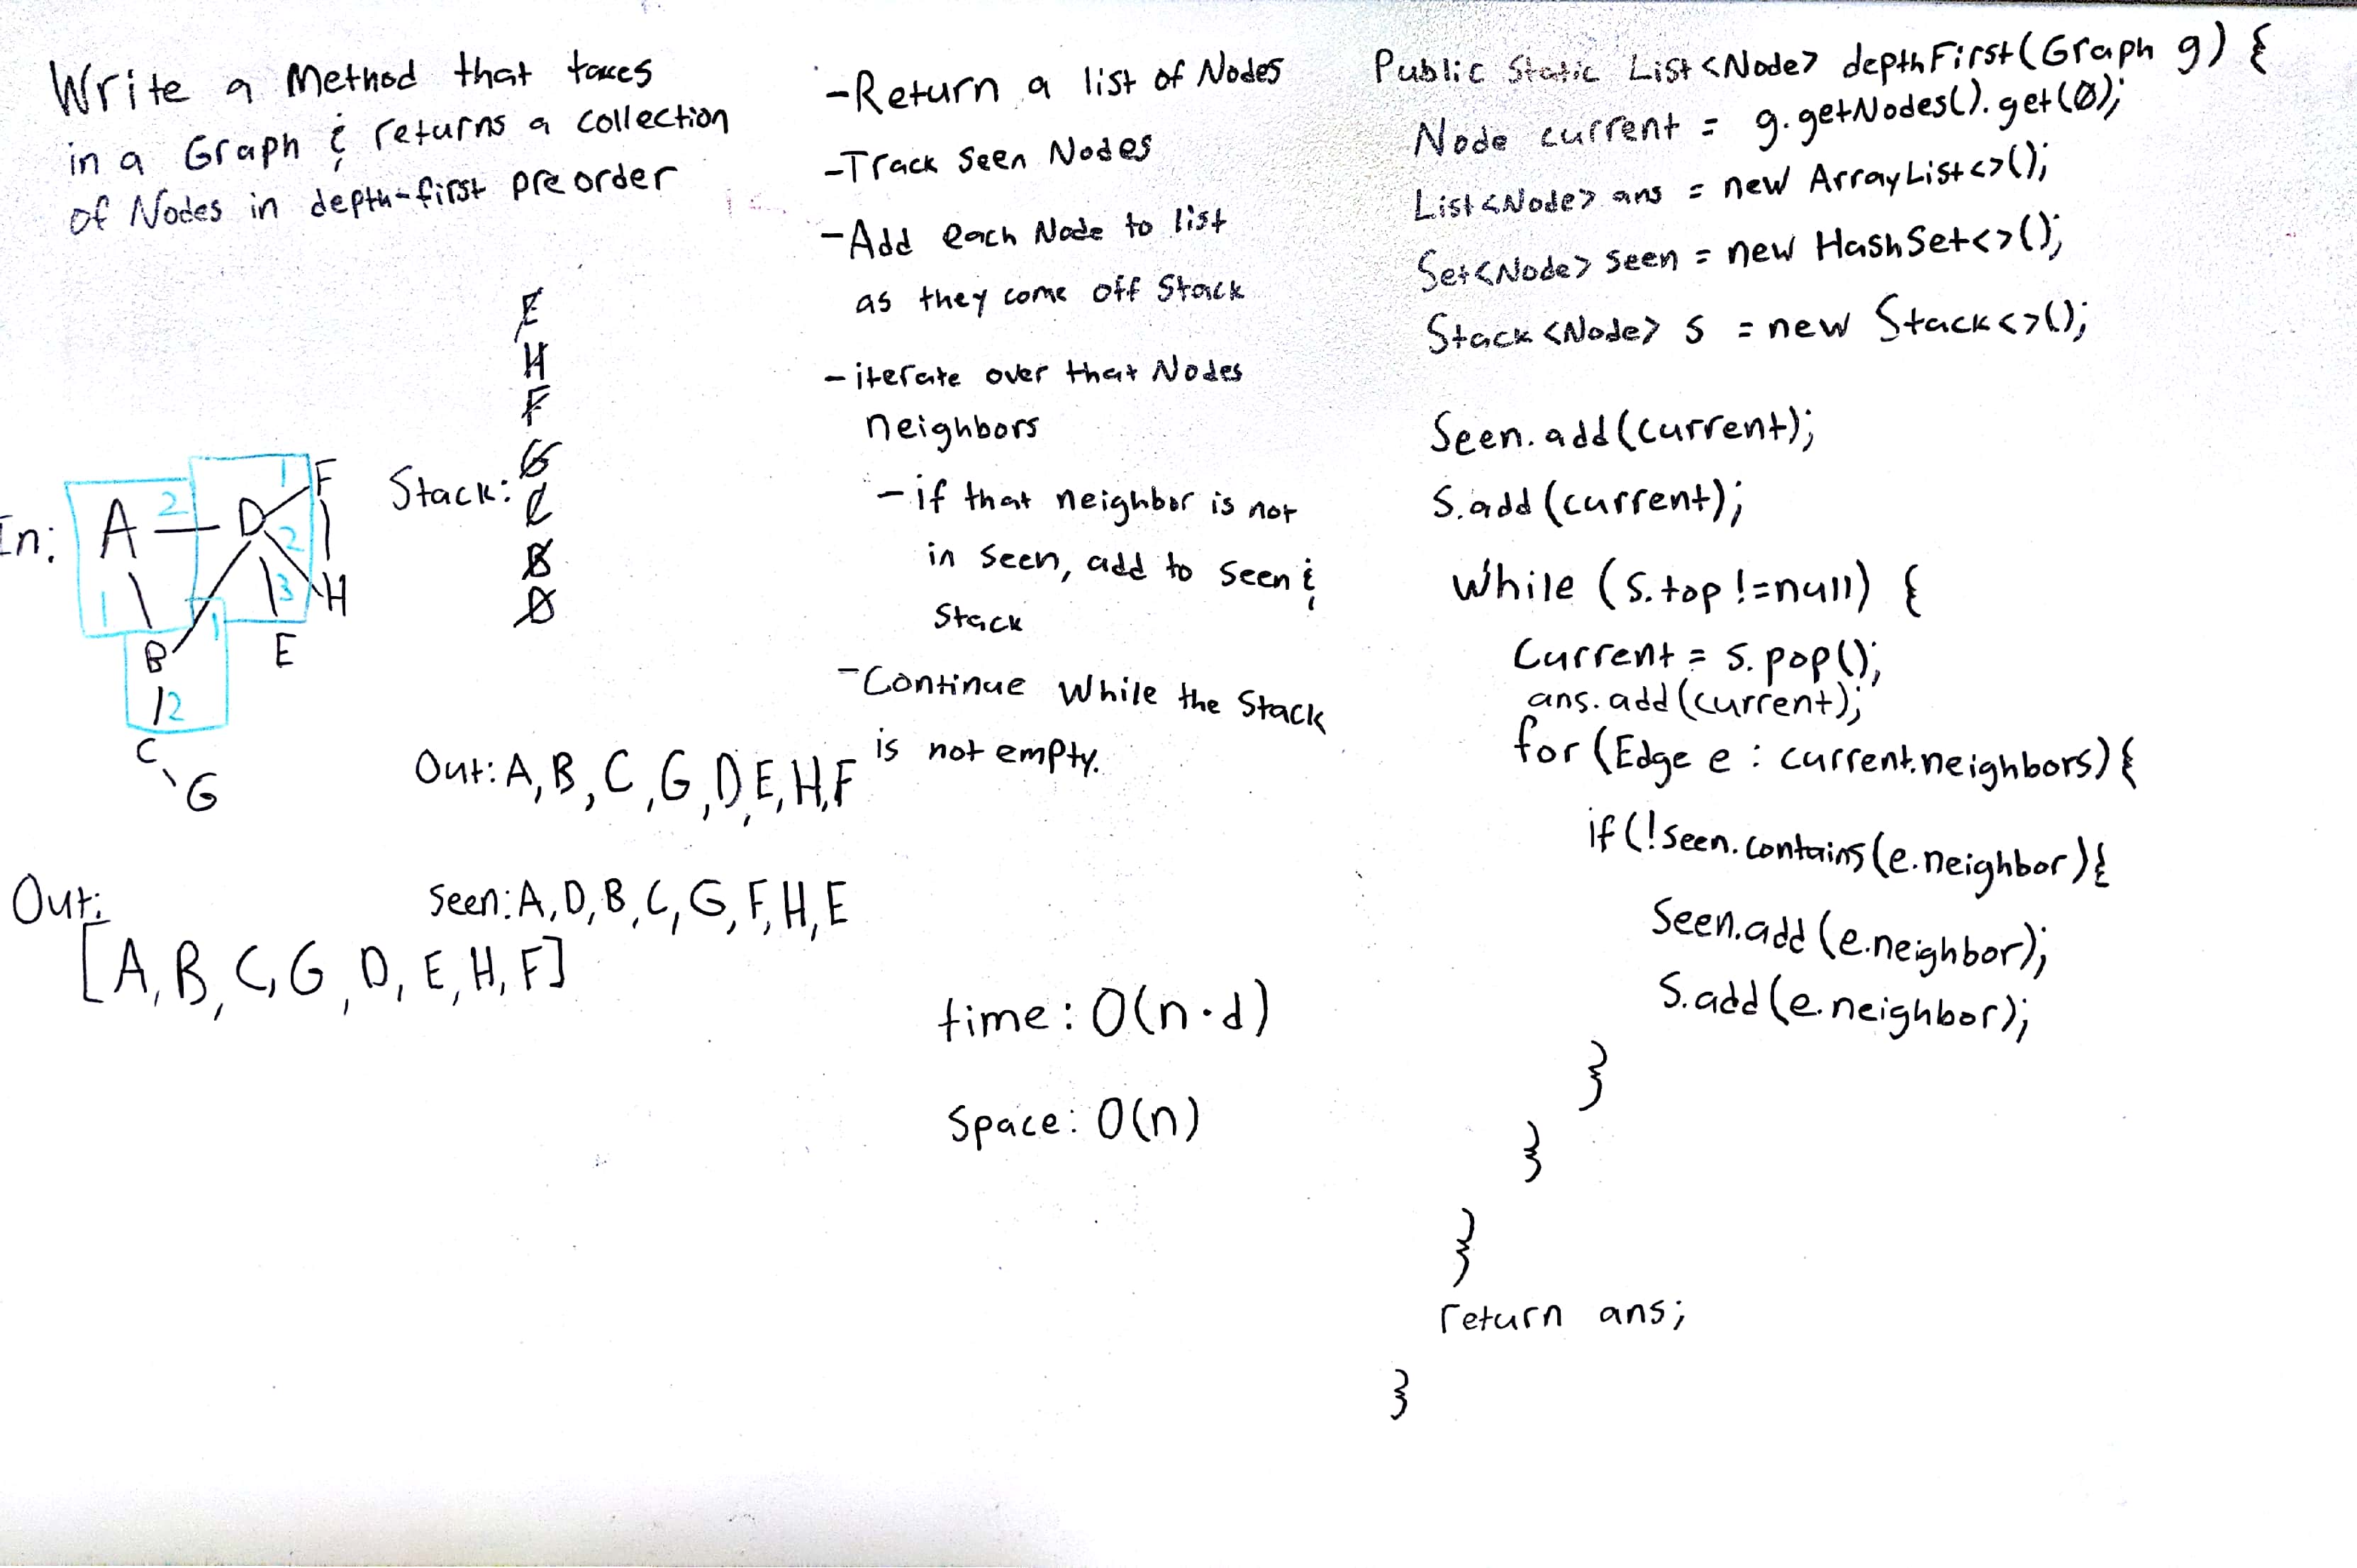 Write a Method that takes
in a Graph & returns a collection
of Nodes in depth-first preorder
In:
A 2 D 1 F
2
1 3 H
B 1 E
2
C
G
Stack:
E
H
F
G
C
B
D
Out: A, B, C, G, D, E, H, F
Seen: A, D, B, C, G, F, H, E
Out:
[A, B, C, G, D, E, H, F]
- Return a list of Nodes
- Track seen Nodes
- Add each Node to list
as they come off Stack
- iterate over that Nodes
neighbors
- if that neighbor is not
in seen, add to seen &
Stack
- Continue while the Stack
is not empty.
time: O(n·d)
Space: O(n)
Public Static List<Node> depthFirst(Graph g) {
Node current = g.getNodes().get(0);
List<Node> ans = new ArrayList<>();
Set<Node> seen = new HashSet<>();
Stack<Node> s = new Stack<>();
Seen.add(current);
S.add(current);
While (s.top != null) {
Current = s.pop();
ans.add(current);
for (Edge e : current.neighbors) {
if (!seen.contains(e.neighbor) {
Seen.add(e.neighbor);
S.add(e.neighbor);
}
}
}
return ans;
}